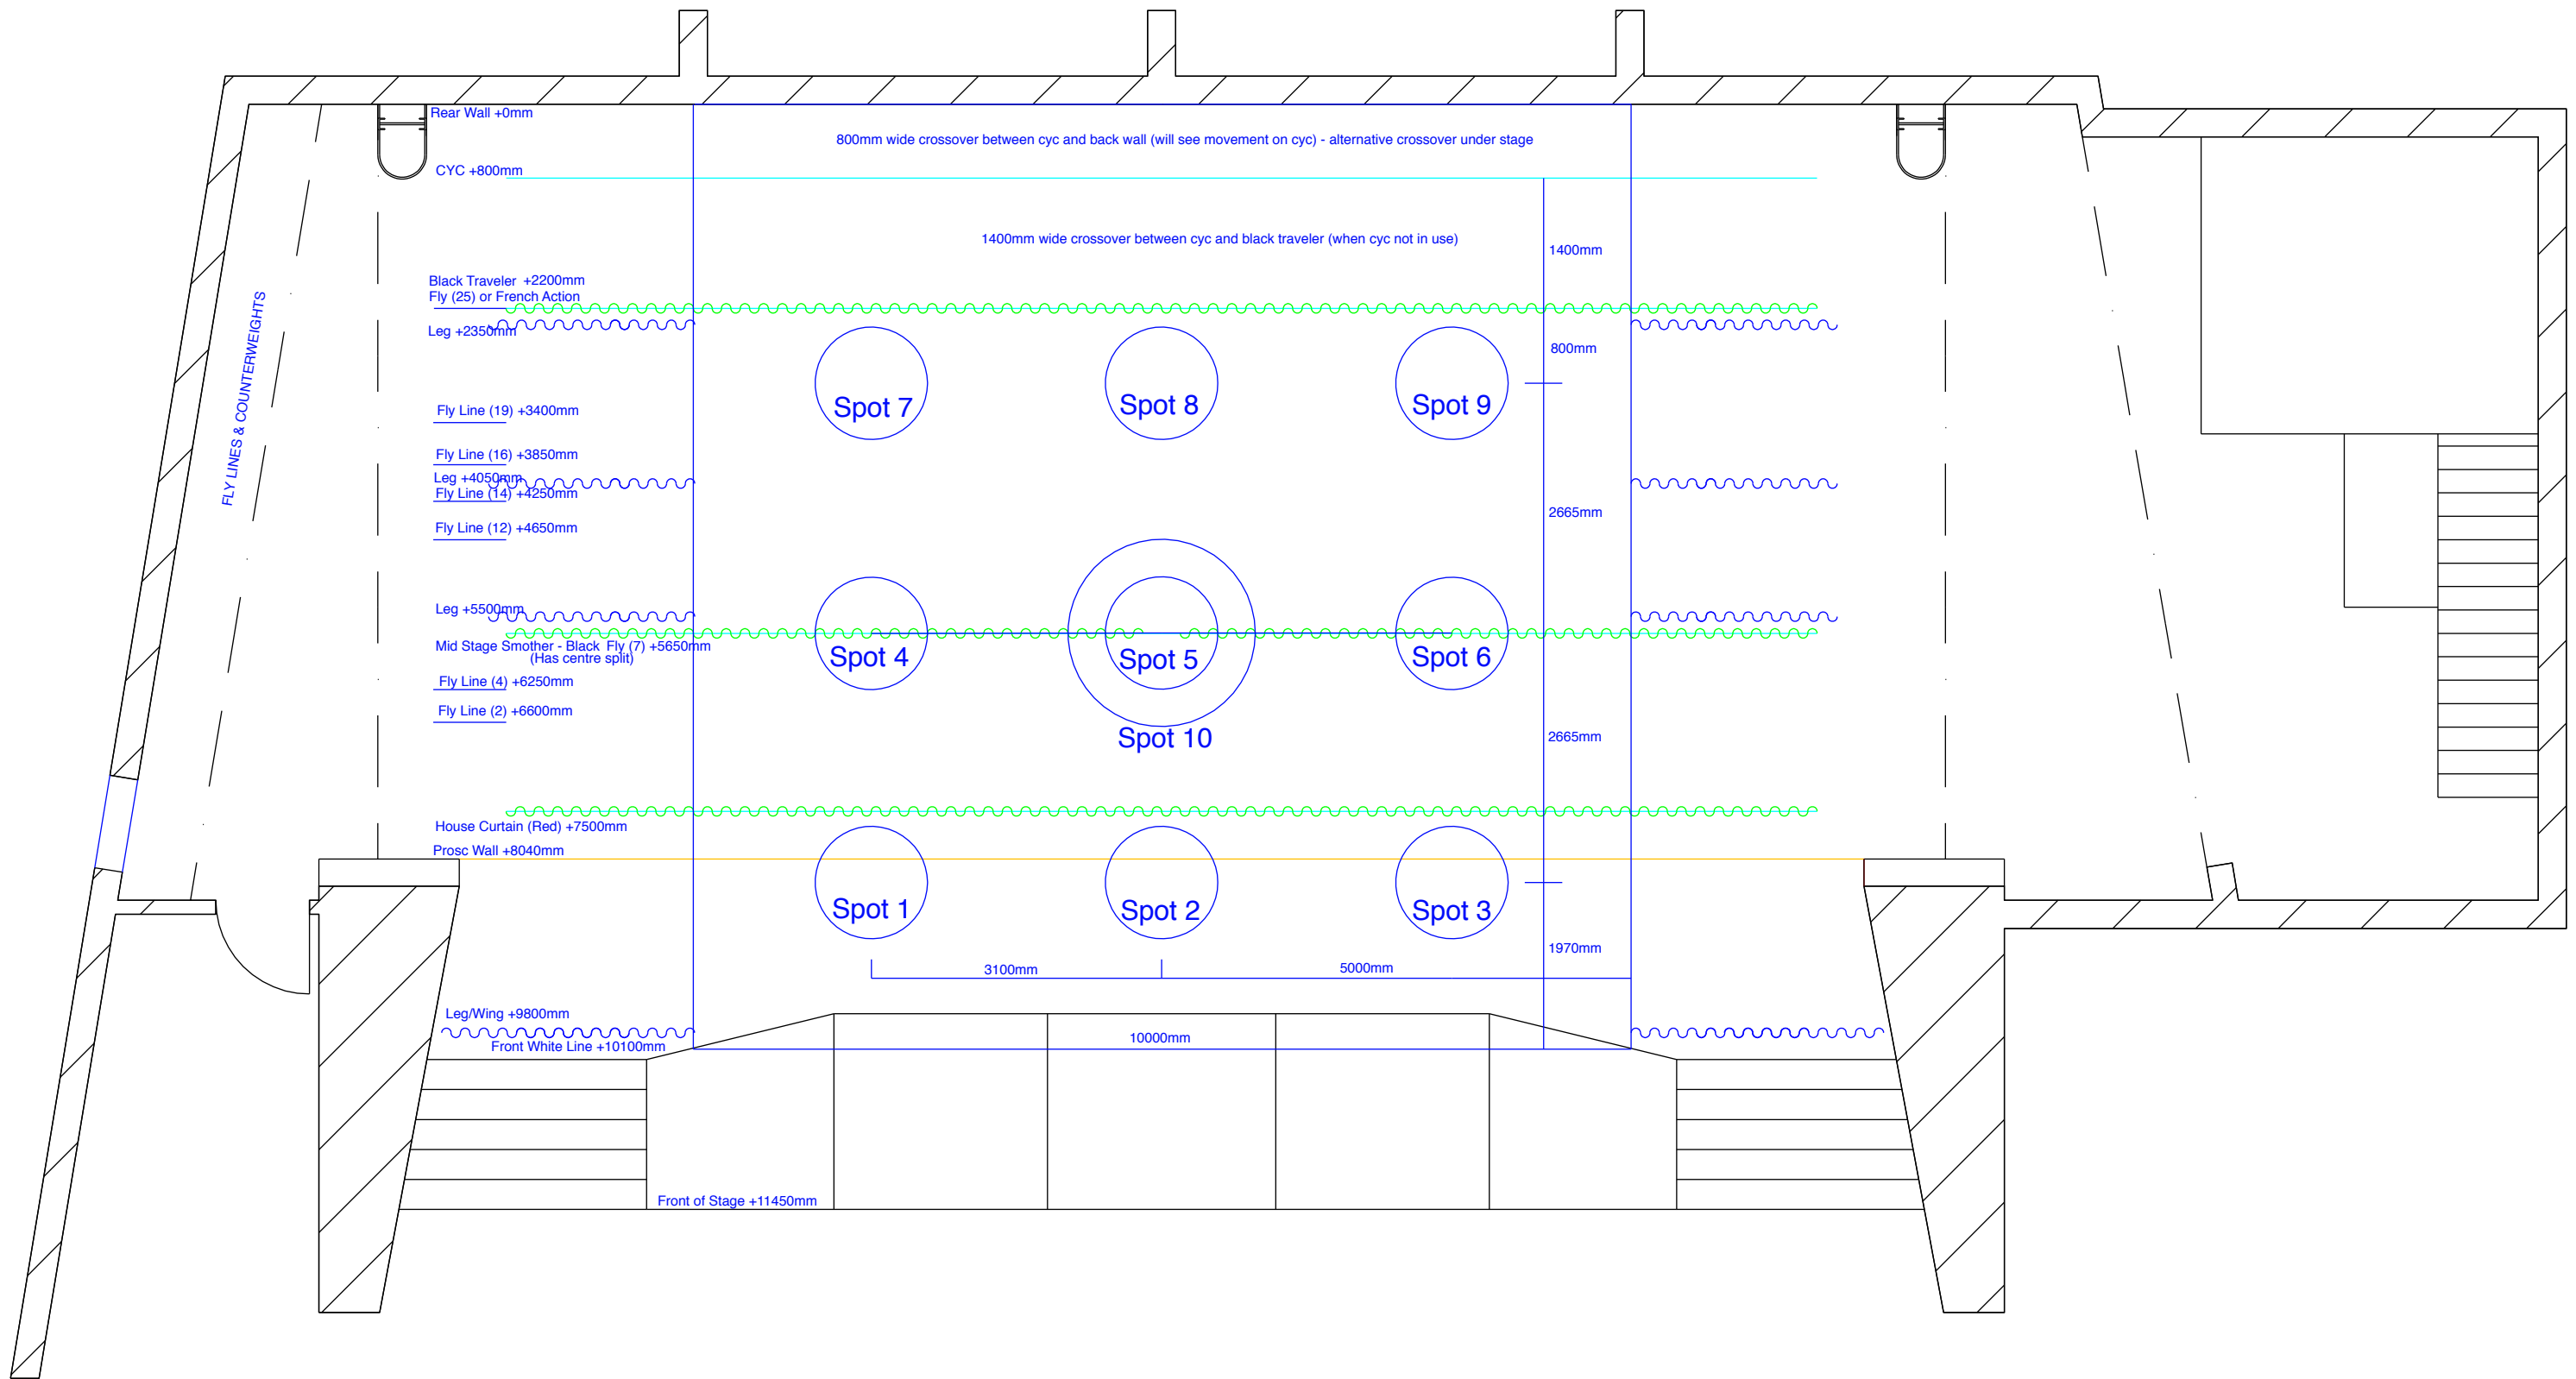 Rear Wall +0mm
800mm wide crossover between cyc and back wall (will see movement on cyc) - alternative crossover under stage
CYC +800mm
1400mm wide crossover between cyc and black traveler (when cyc not in use)
1400mm
Black Traveler +2200mm
Fly (25) or French Action
Leg +2350mm
800mm
FLY LINES & COUNTERWEIGHTS
Spot 7
Spot 8
Spot 9
Fly Line (19) +3400mm
Fly Line (16) +3850mm
Leg +4050mm
Fly Line (14) +4250mm
2665mm
Fly Line (12) +4650mm
Leg +5500mm
Mid Stage Smother - Black Fly (7) +5650mm
(Has centre split)
Spot 4
Spot 5
Spot 6
Fly Line (4) +6250mm
Fly Line (2) +6600mm
Spot 10
2665mm
House Curtain (Red) +7500mm
Prosc Wall +8040mm
Spot 1
Spot 2
Spot 3
1970mm
3100mm
5000mm
Leg/Wing +9800mm
Front White Line +10100mm
10000mm
Front of Stage +11450mm